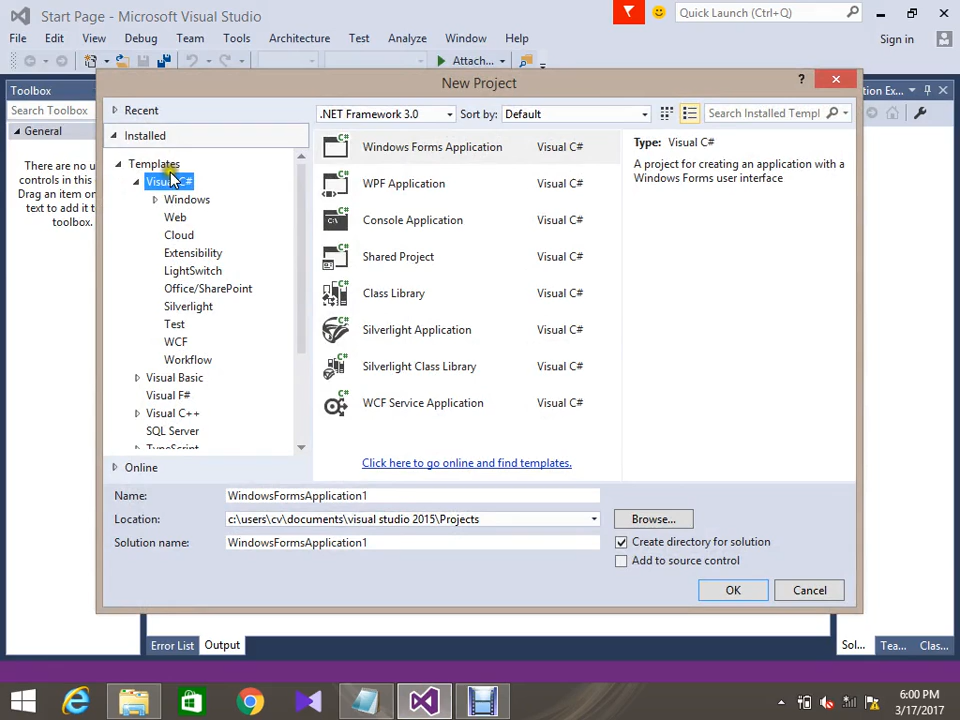 Start Page - Microsoft Visual Studio
Quick Launch (Ctrl+Q)
File Edit View Debug Team Tools Architecture Test Analyze Window Help
Sign in
Attach...
Toolbox
Search Toolbox
General
There are no u
controls in this
Drag an item on
text to add it t
toolbox.
tion Ex...
New Project
?
Recent
Installed
Templates
Visual C#
Windows
Web
Cloud
Extensibility
LightSwitch
Office/SharePoint
Silverlight
Test
WCF
Workflow
Visual Basic
Visual F#
Visual C++
SQL Server
TypeScript
Online
.NET Framework 3.0
Sort by: Default
Search Installed Templ
Windows Forms Application Visual C#
WPF Application Visual C#
Console Application Visual C#
Shared Project Visual C#
Class Library Visual C#
Silverlight Application Visual C#
Silverlight Class Library Visual C#
WCF Service Application Visual C#
Click here to go online and find templates.
Type: Visual C#
A project for creating an application with a
Windows Forms user interface
Name: WindowsFormsApplication1
Location: c:\users\cv\documents\visual studio 2015\Projects
Browse...
Solution name: WindowsFormsApplication1
Create directory for solution
Add to source control
OK Cancel
Error List Output
Sol... Tea... Clas...
6:00 PM
3/17/2017